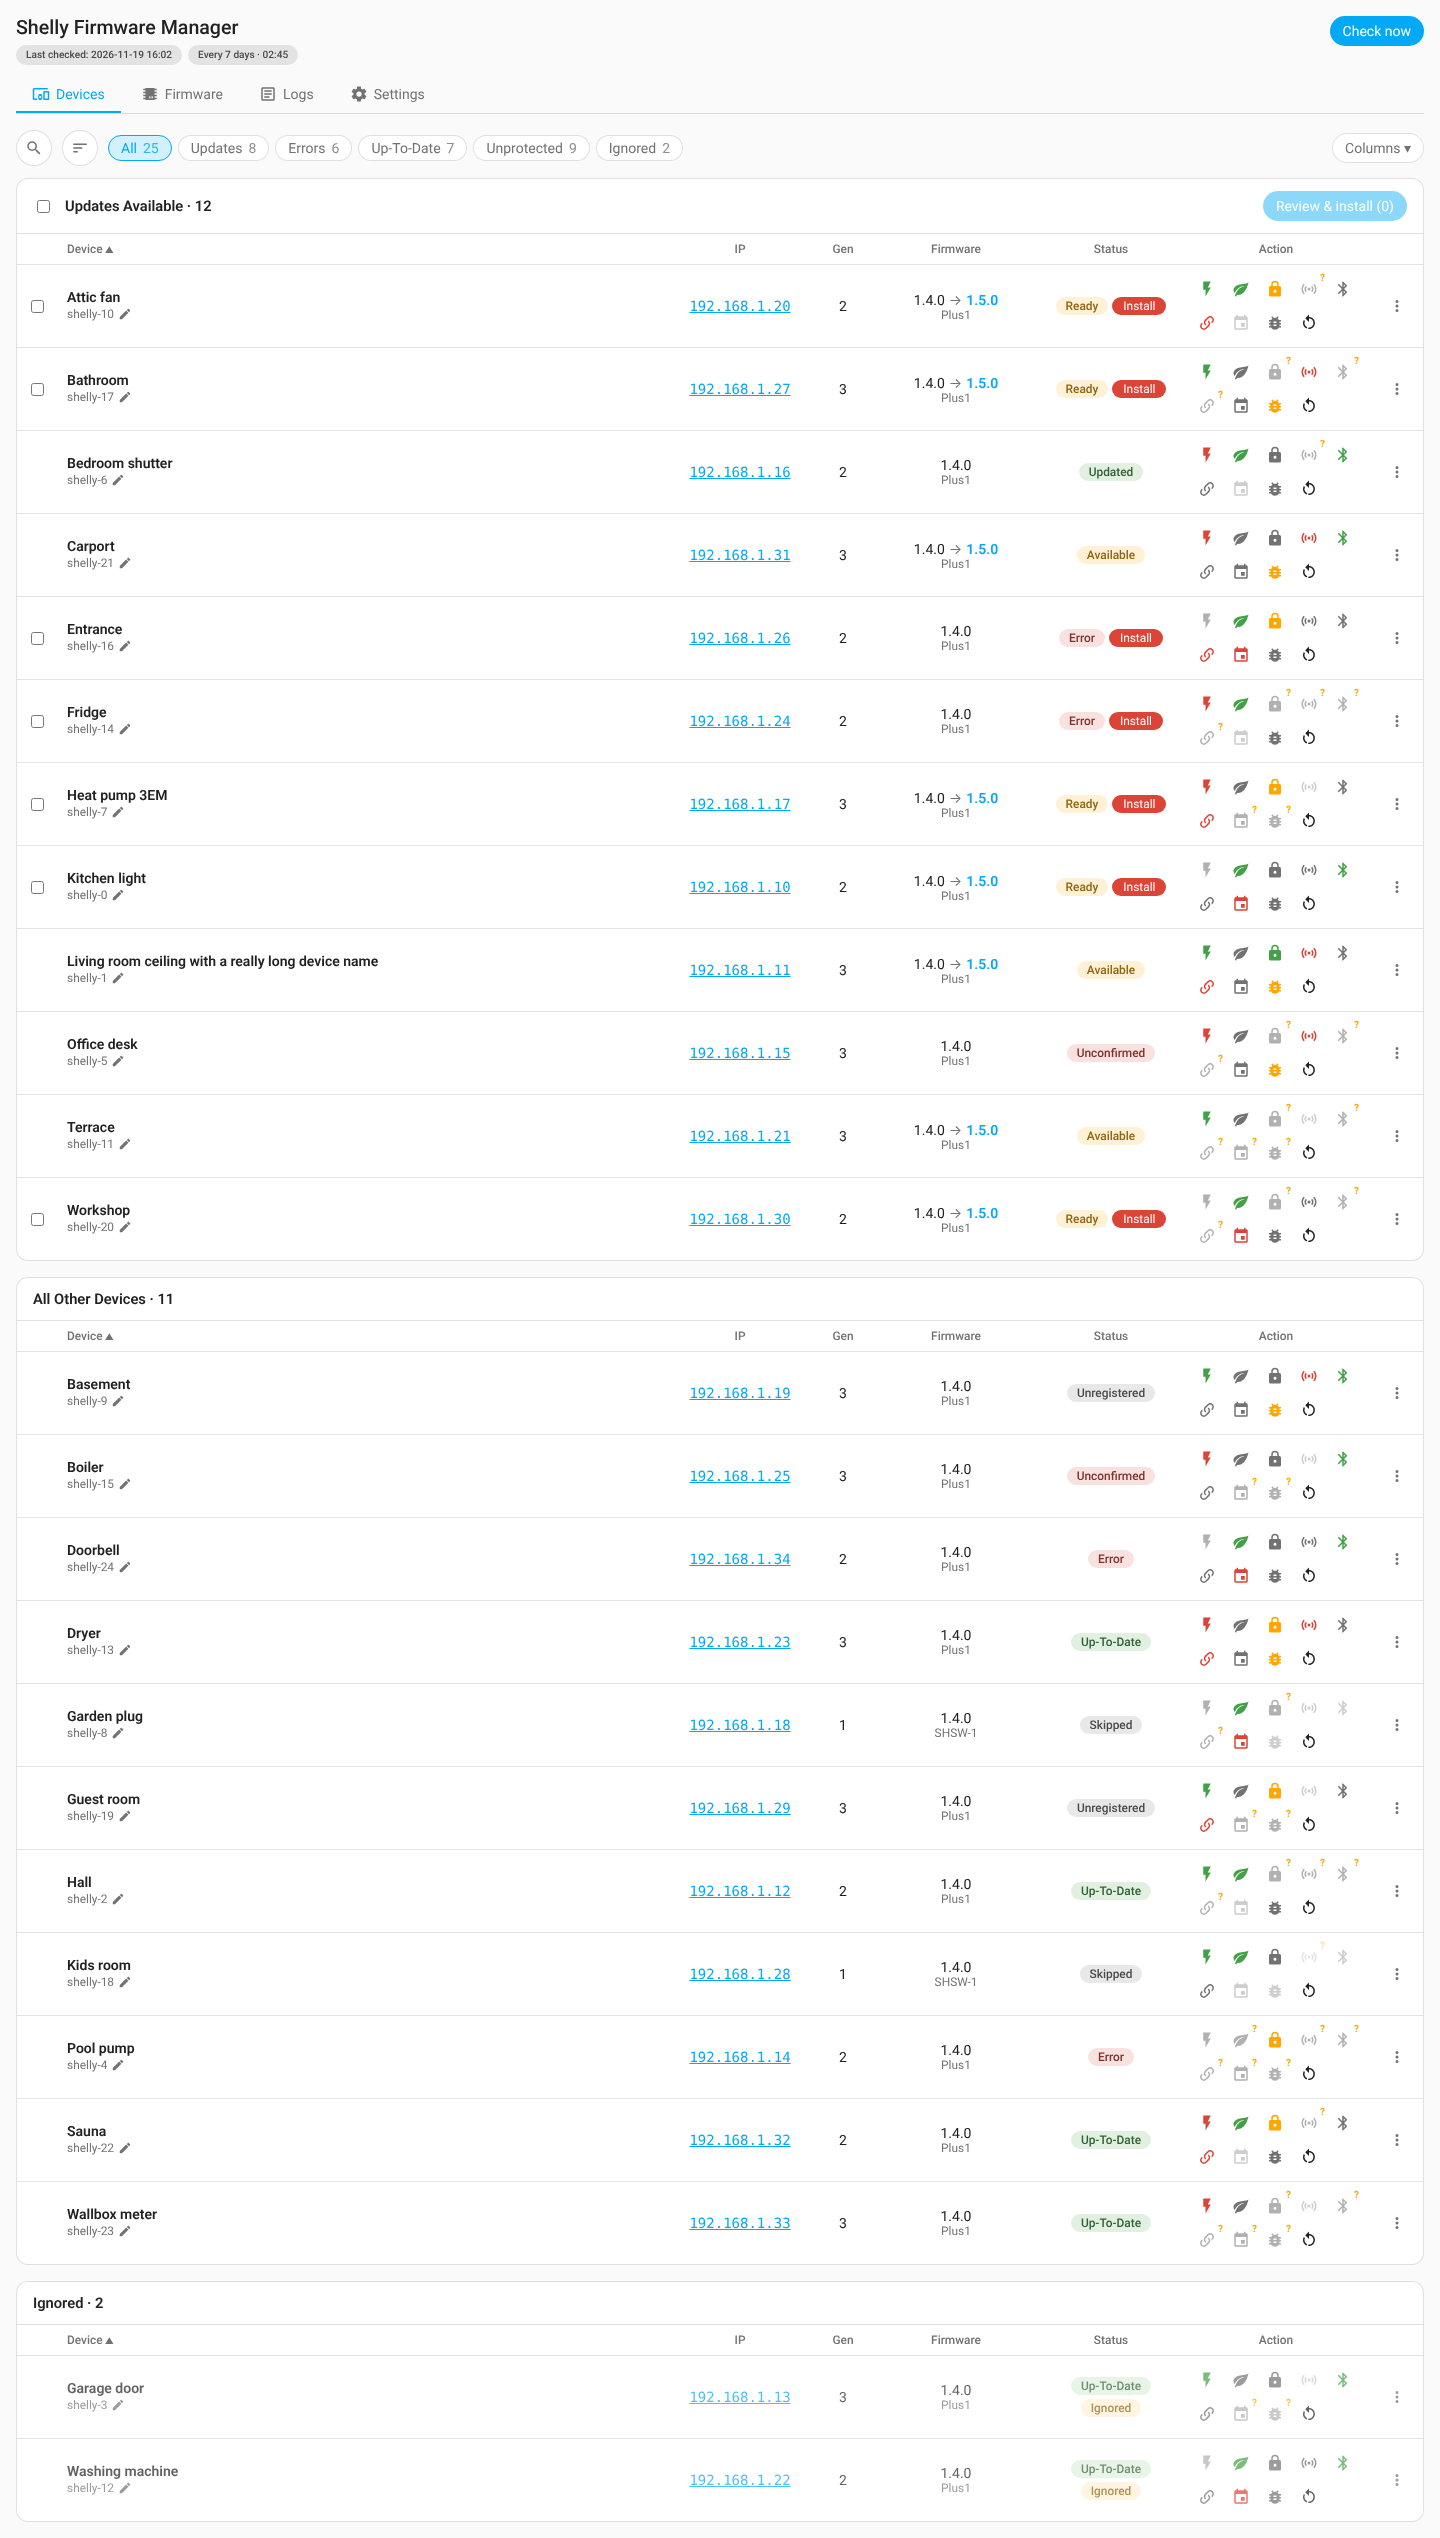 Shelly Firmware Manager
Check now
Last checked: 2026-11-19 16:02 Every 7 days · 02:45
Devices Firmware Logs Settings
All 25 Updates 8 Errors 6 Up-To-Date 7 Unprotected 9 Ignored 2 Columns ▾
Updates Available · 12 Review & install (0)
Device ▲ IP Gen Firmware Status Action
Attic fan
shelly-10
192.168.1.20 2 1.4.0 → 1.5.0 Ready Install
Plus1
?
Bathroom
shelly-17
192.168.1.27 3 1.4.0 → 1.5.0 Ready Install
Plus1
? ?
?
Bedroom shutter
shelly-6
192.168.1.16 2 1.4.0 Updated
Plus1
?
Carport
shelly-21
192.168.1.31 3 1.4.0 → 1.5.0 Available
Plus1
Entrance
shelly-16
192.168.1.26 2 1.4.0 Error Install
Plus1
Fridge
shelly-14
192.168.1.24 2 1.4.0 Error Install
Plus1
? ? ?
?
Heat pump 3EM
shelly-7
192.168.1.17 3 1.4.0 → 1.5.0 Ready Install
Plus1
? ?
Kitchen light
shelly-0
192.168.1.10 2 1.4.0 → 1.5.0 Ready Install
Plus1
Living room ceiling with a really long device name
shelly-1
192.168.1.11 3 1.4.0 → 1.5.0 Available
Plus1
Office desk
shelly-5
192.168.1.15 3 1.4.0 Unconfirmed
Plus1
? ?
?
Terrace
shelly-11
192.168.1.21 3 1.4.0 → 1.5.0 Available
Plus1
? ?
? ? ?
Workshop
shelly-20
192.168.1.30 2 1.4.0 → 1.5.0 Ready Install
Plus1
? ?
?
All Other Devices · 11
Device ▲ IP Gen Firmware Status Action
Basement
shelly-9
192.168.1.19 3 1.4.0 Unregistered
Plus1
Boiler
shelly-15
192.168.1.25 3 1.4.0 Unconfirmed
Plus1
? ?
Doorbell
shelly-24
192.168.1.34 2 1.4.0 Error
Plus1
Dryer
shelly-13
192.168.1.23 3 1.4.0 Up-To-Date
Plus1
Garden plug
shelly-8
192.168.1.18 1 1.4.0 Skipped
SHSW-1
?
?
Guest room
shelly-19
192.168.1.29 3 1.4.0 Unregistered
Plus1
? ?
Hall
shelly-2
192.168.1.12 2 1.4.0 Up-To-Date
Plus1
? ? ?
?
Kids room
shelly-18
192.168.1.28 1 1.4.0 Skipped
SHSW-1
?
Pool pump
shelly-4
192.168.1.14 2 1.4.0 Error
Plus1
? ? ?
? ? ?
Sauna
shelly-22
192.168.1.32 2 1.4.0 Up-To-Date
Plus1
?
Wallbox meter
shelly-23
192.168.1.33 3 1.4.0 Up-To-Date
Plus1
? ?
? ? ?
Ignored · 2
Device ▲ IP Gen Firmware Status Action
Garage door
shelly-3
192.168.1.13 3 1.4.0 Up-To-Date
Plus1 Ignored
? ?
Washing machine
shelly-12
192.168.1.22 2 1.4.0 Up-To-Date
Plus1 Ignored